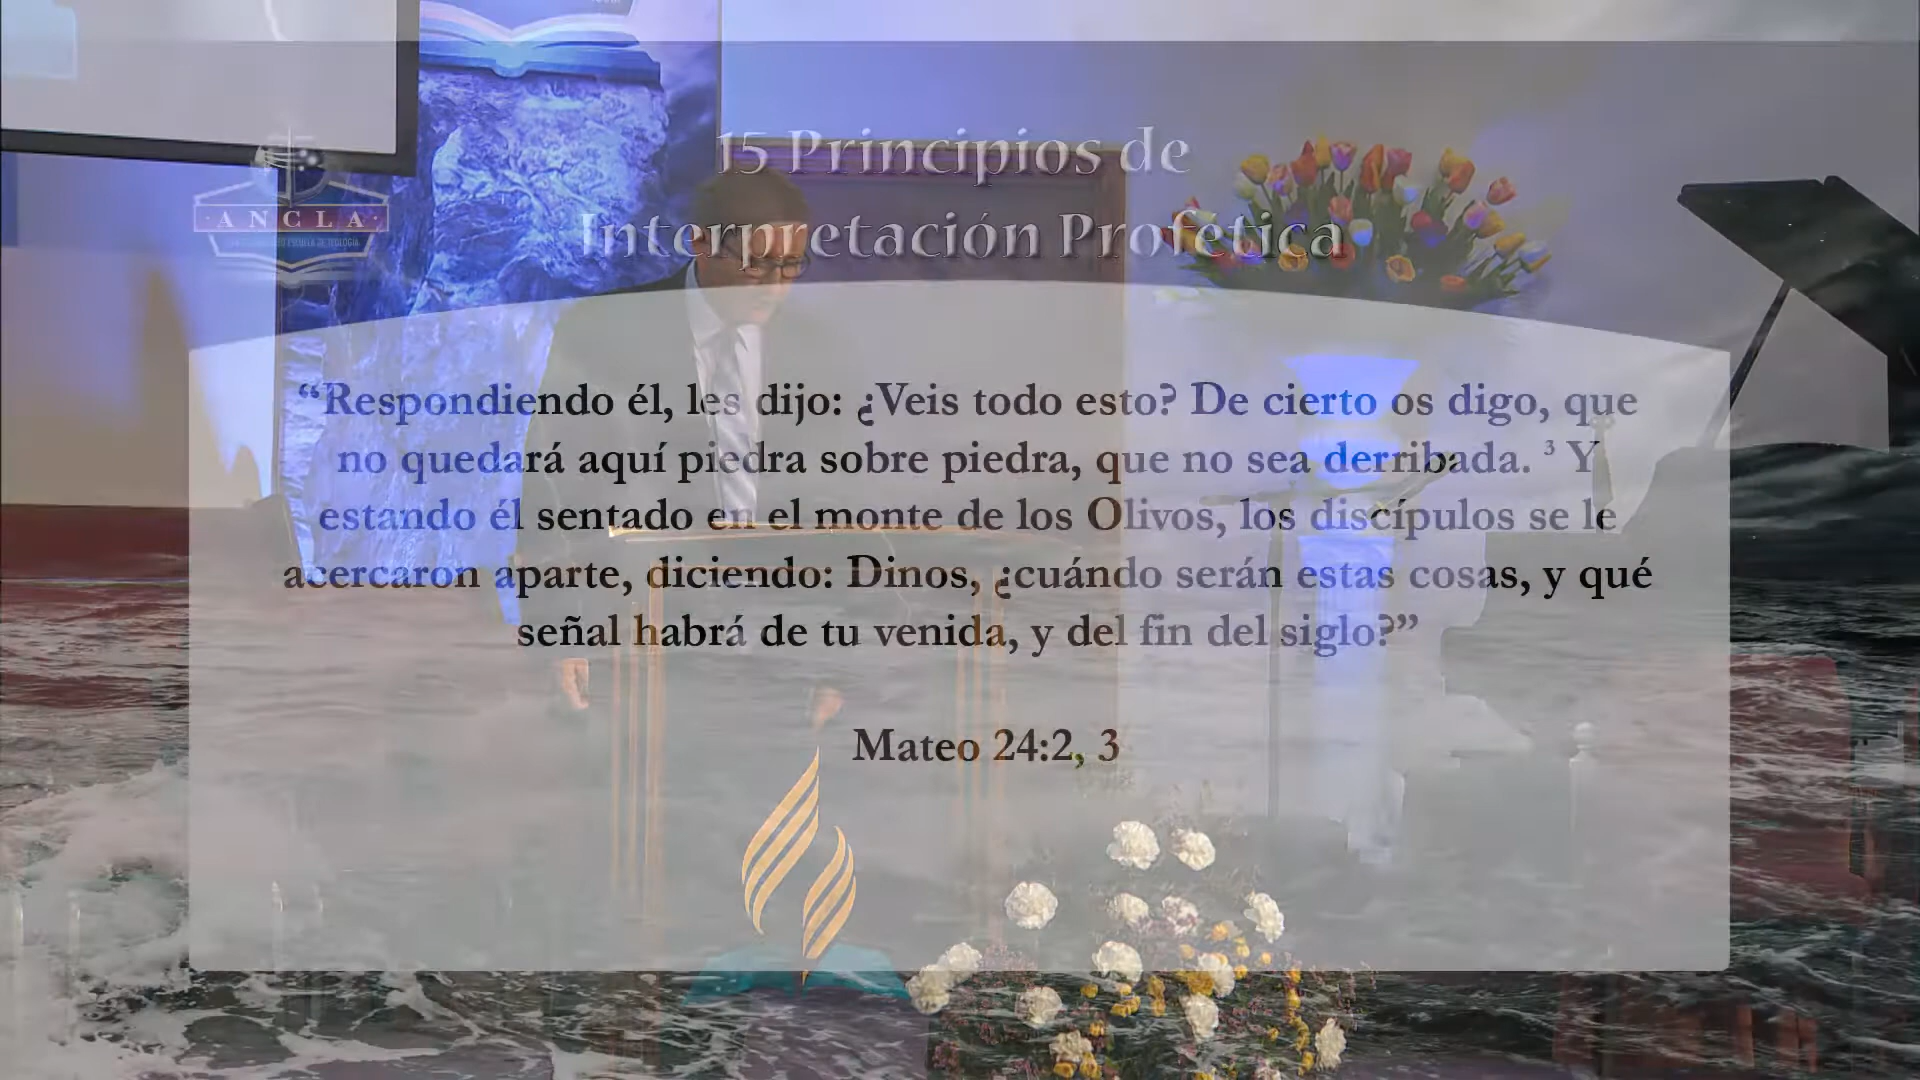 15 Principios de
Interpretación Profética
· A N C L A ·
“Respondiendo él, les dijo: ¿Veis todo esto? De cierto os digo, que
no quedará aquí piedra sobre piedra, que no sea derribada. ³ Y
estando él sentado en el monte de los Olivos, los discípulos se le
acercaron aparte, diciendo: Dinos, ¿cuándo serán estas cosas, y qué
señal habrá de tu venida, y del fin del siglo?”
Mateo 24:2, 3